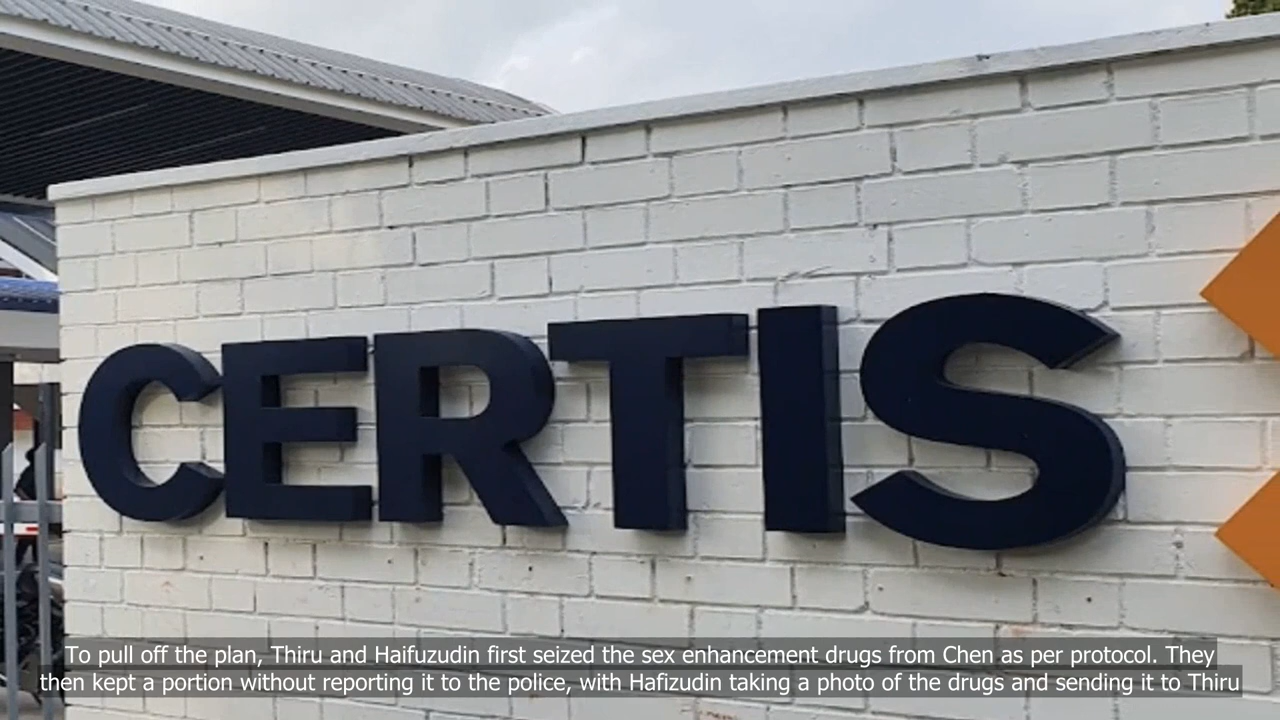 CERTIS
To pull off the plan, Thiru and Haifuzudin first seized the sex enhancement drugs from Chen as per protocol. They
then kept a portion without reporting it to the police, with Hafizudin taking a photo of the drugs and sending it to Thiru